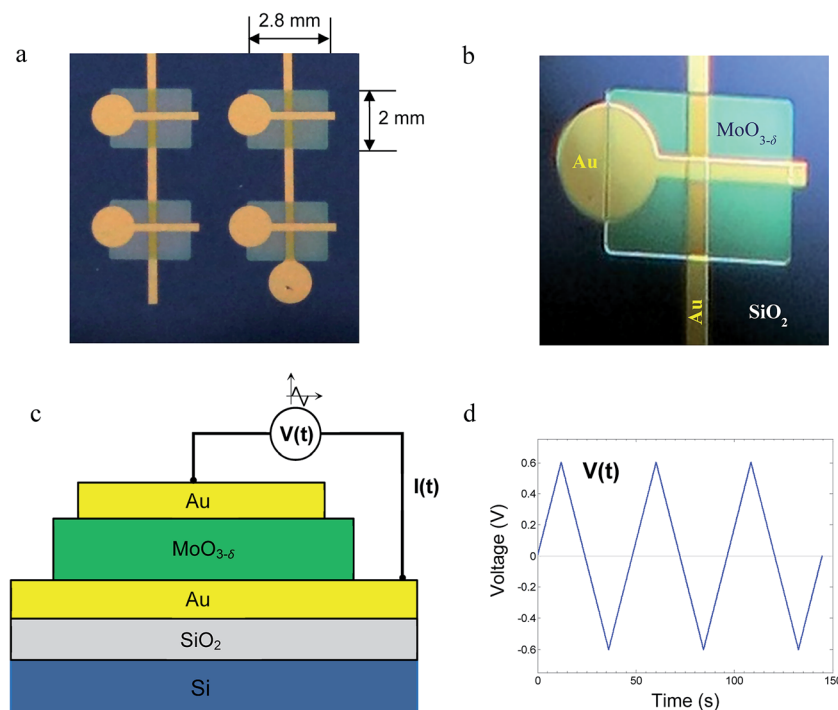 a
2.8 mm
2 mm
b
MoO3-δ
Au
Au
SiO2
c
V(t)
I(t)
Au
MoO3-δ
Au
SiO2
Si
d
V(t)
Voltage (V)
0.6
0.4
0.2
0
-0.2
-0.4
-0.6
0
50
100
150
Time (s)